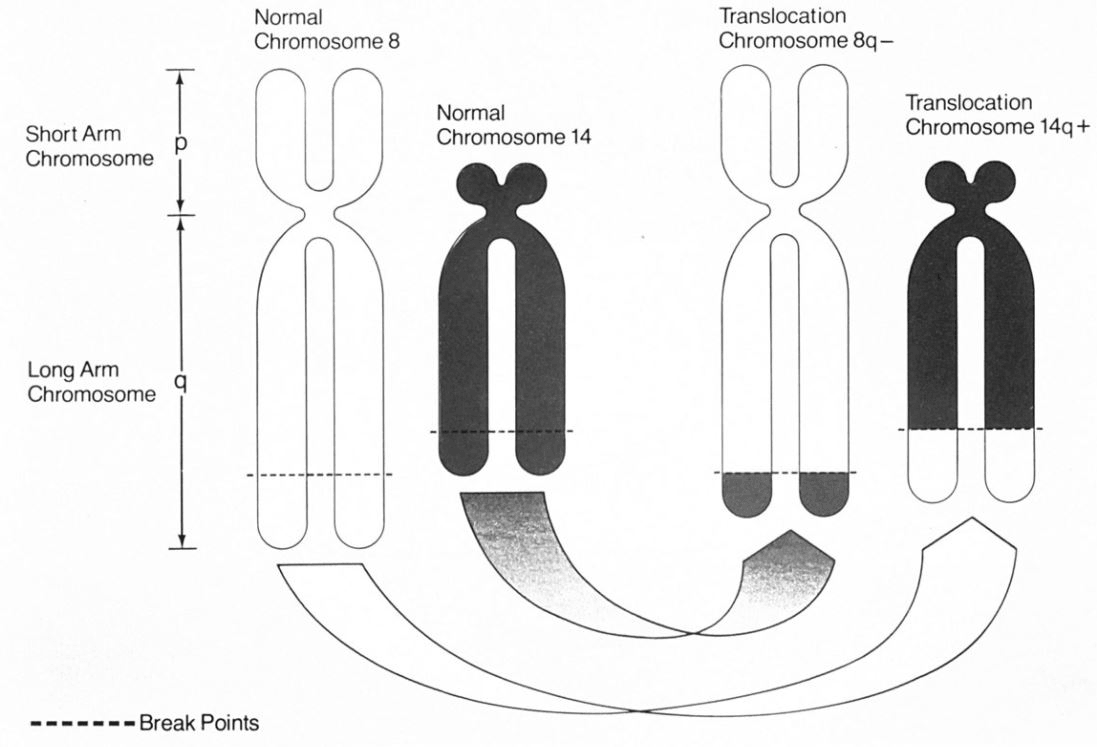 Normal
Chromosome 8
Translocation
Chromosome 8q−
Normal
Chromosome 14
Translocation
Chromosome 14q+
Short Arm
Chromosome
p
Long Arm
Chromosome
q
Break Points